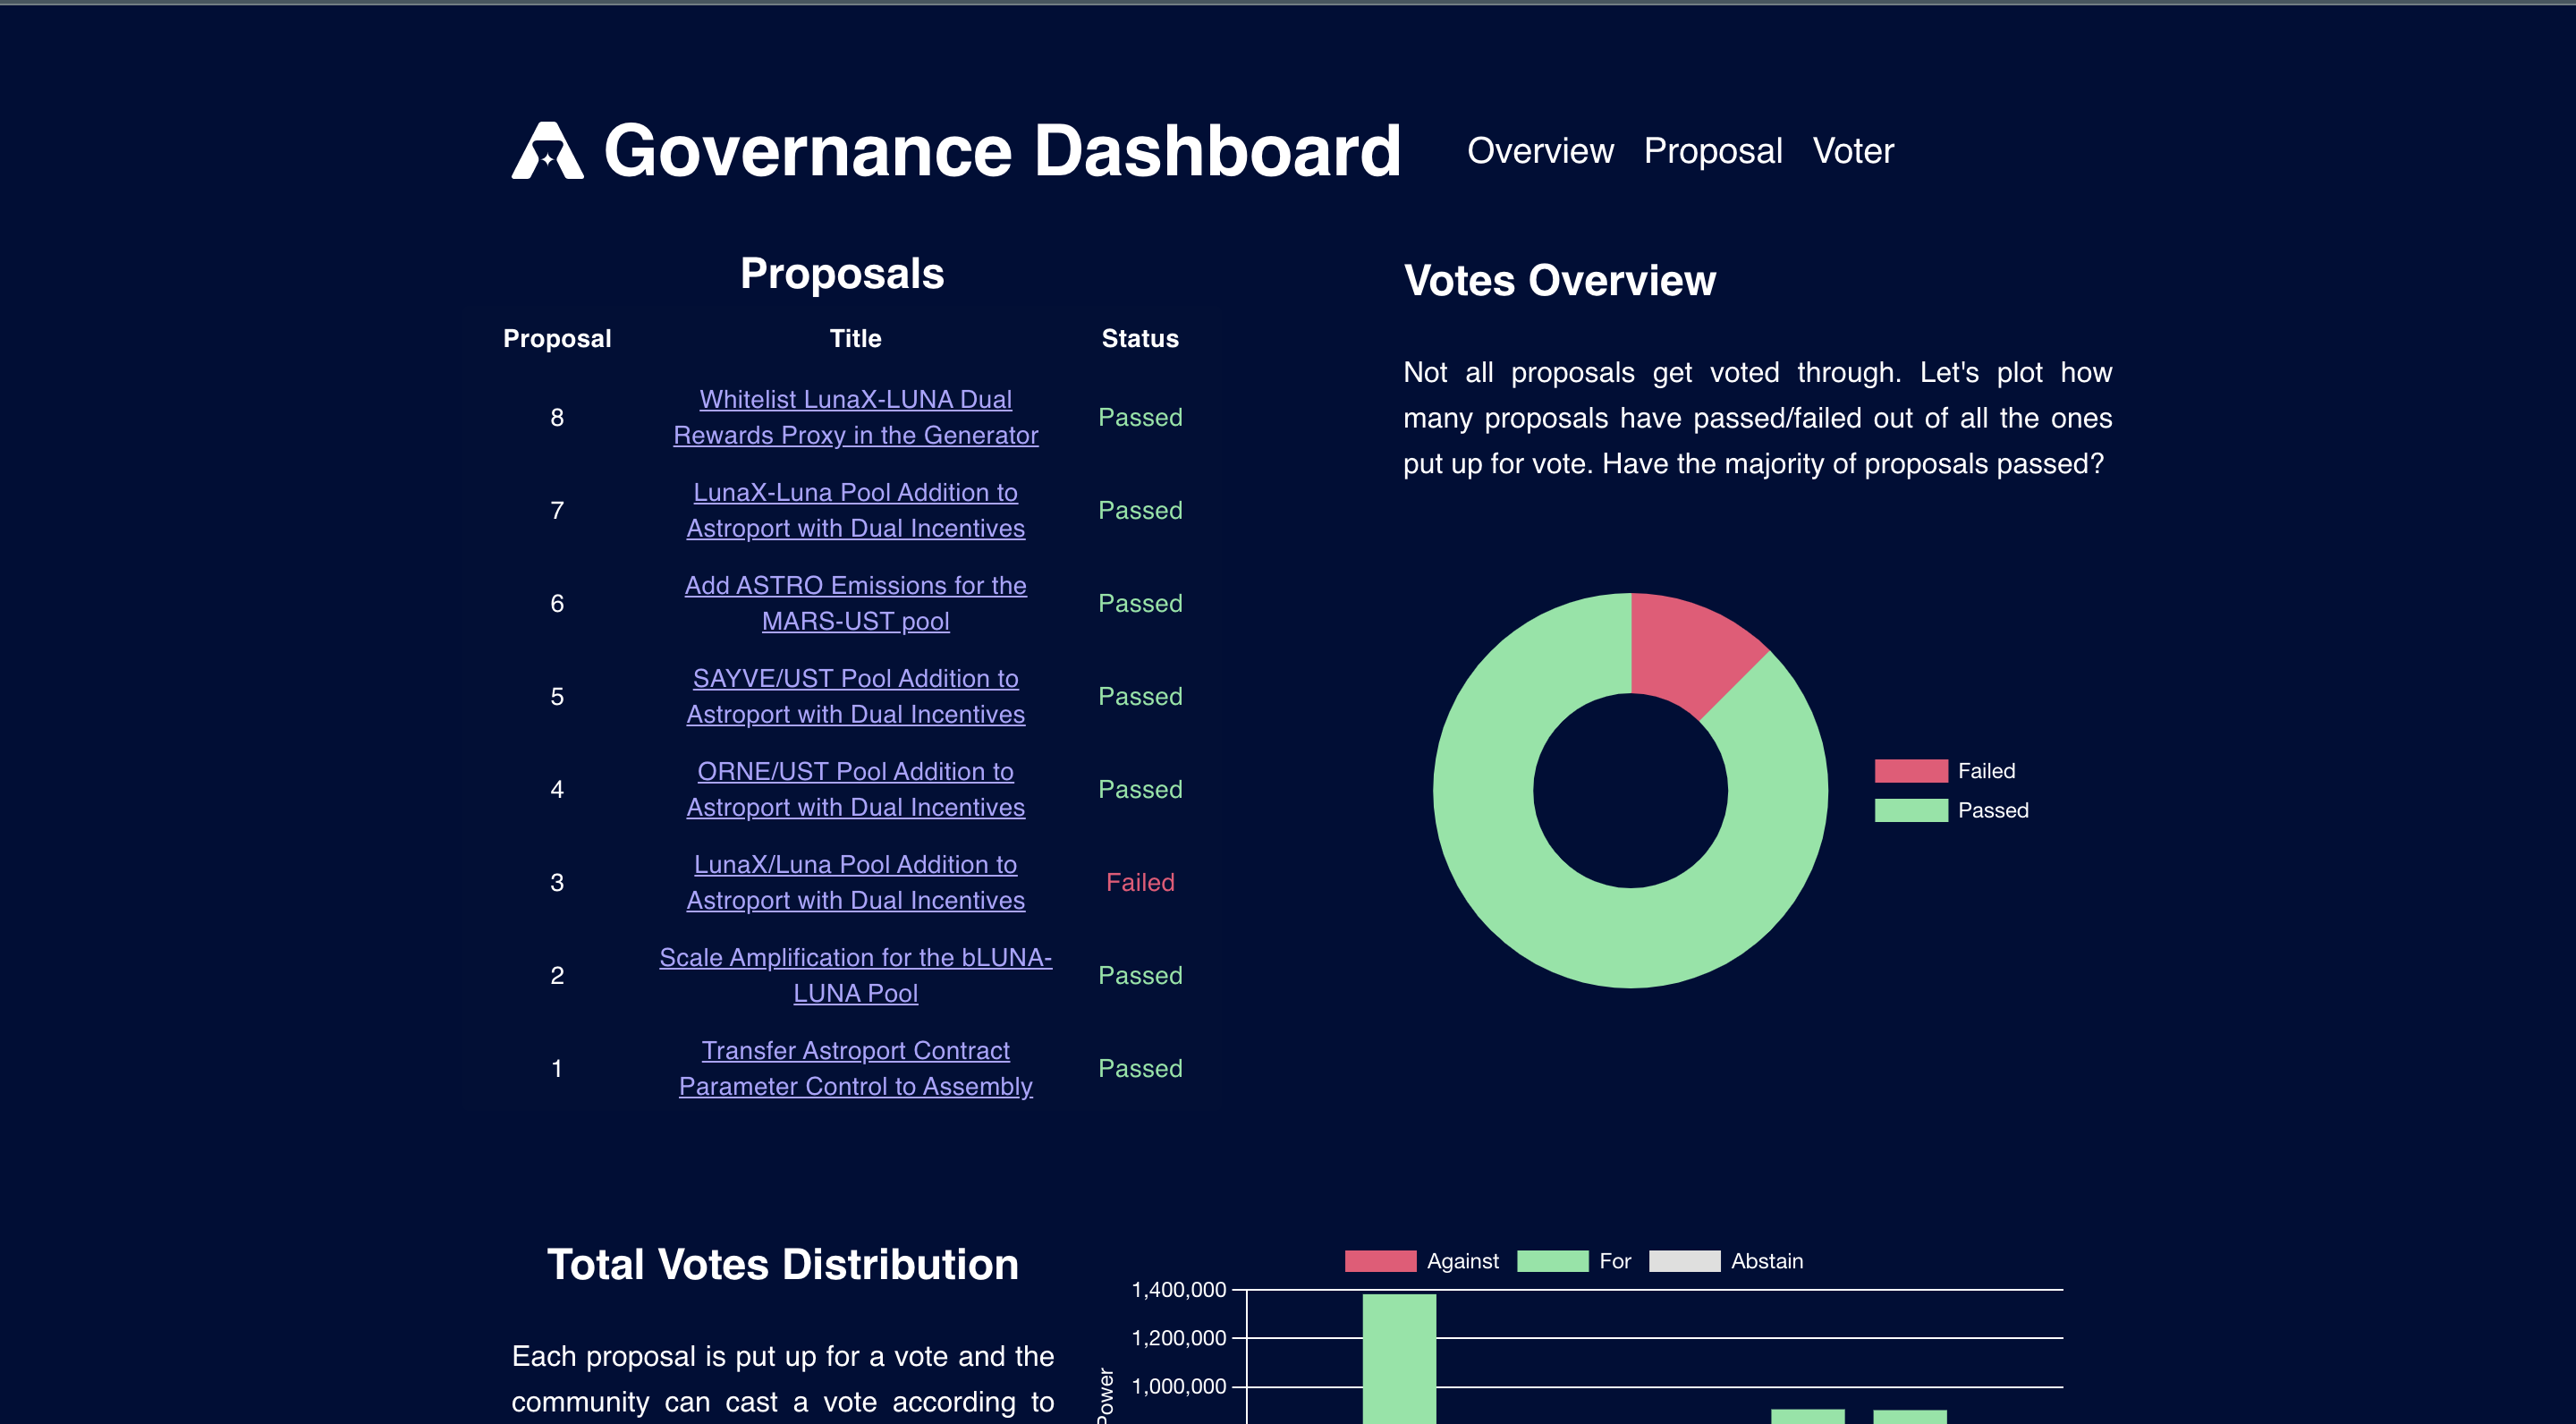 Governance Dashboard
Overview Proposal Voter
Proposals
Proposal Title Status
8 Whitelist LunaX-LUNA Dual Passed
Rewards Proxy in the Generator
7 LunaX-Luna Pool Addition to Passed
Astroport with Dual Incentives
6 Add ASTRO Emissions for the Passed
MARS-UST pool
5 SAYVE/UST Pool Addition to Passed
Astroport with Dual Incentives
4 ORNE/UST Pool Addition to Passed
Astroport with Dual Incentives
3 LunaX/Luna Pool Addition to Failed
Astroport with Dual Incentives
2 Scale Amplification for the bLUNA- Passed
LUNA Pool
1 Transfer Astroport Contract Passed
Parameter Control to Assembly
Votes Overview
Not all proposals get voted through. Let's plot how
many proposals have passed/failed out of all the ones
put up for vote. Have the majority of proposals passed?
Failed
Passed
Total Votes Distribution
Each proposal is put up for a vote and the
community can cast a vote according to
Against For Abstain
1,400,000
1,200,000
1,000,000
Power